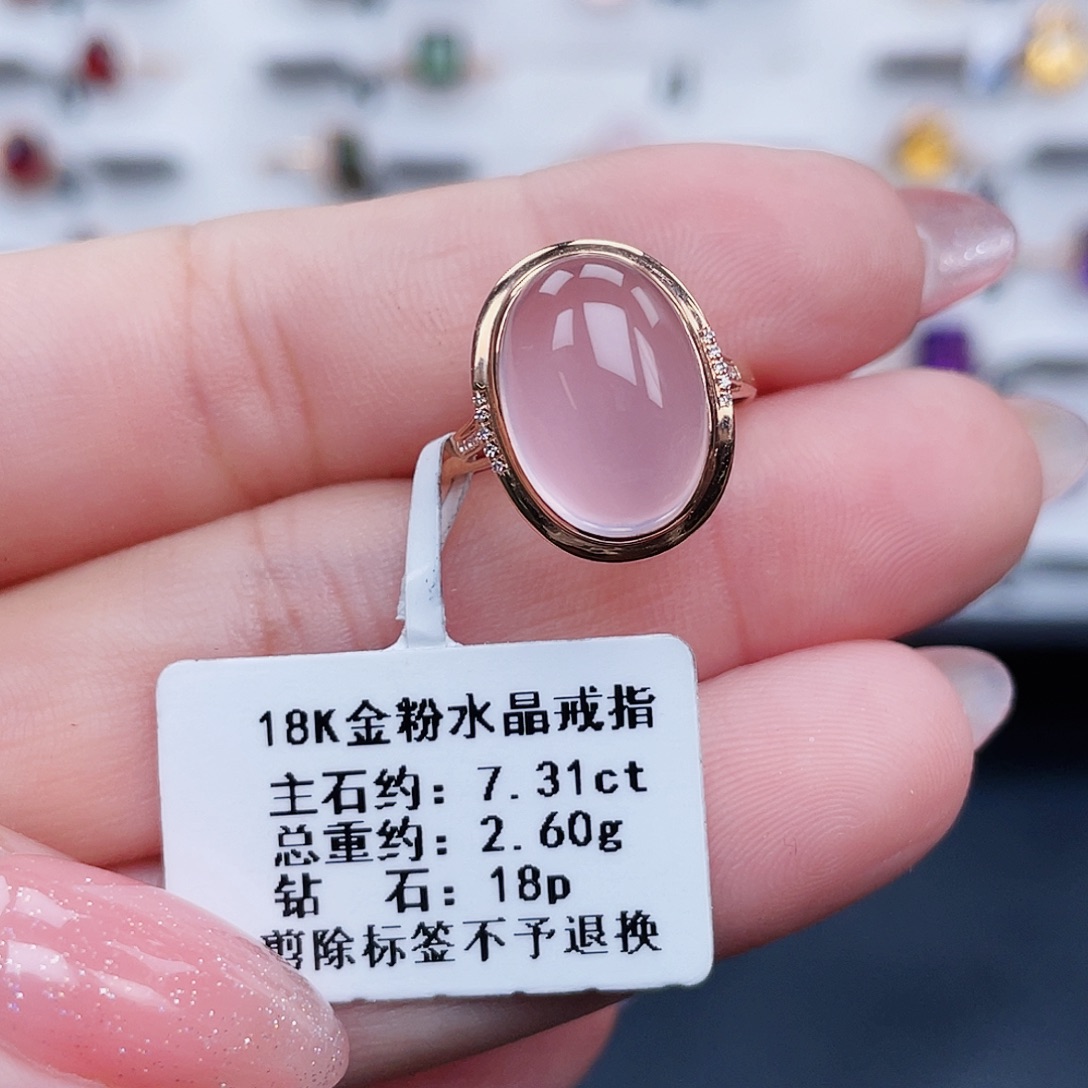 18K金粉水晶戒指
主石约：7.31ct
总重约：2.60g
钻 石：18p
剪除标签不予退换